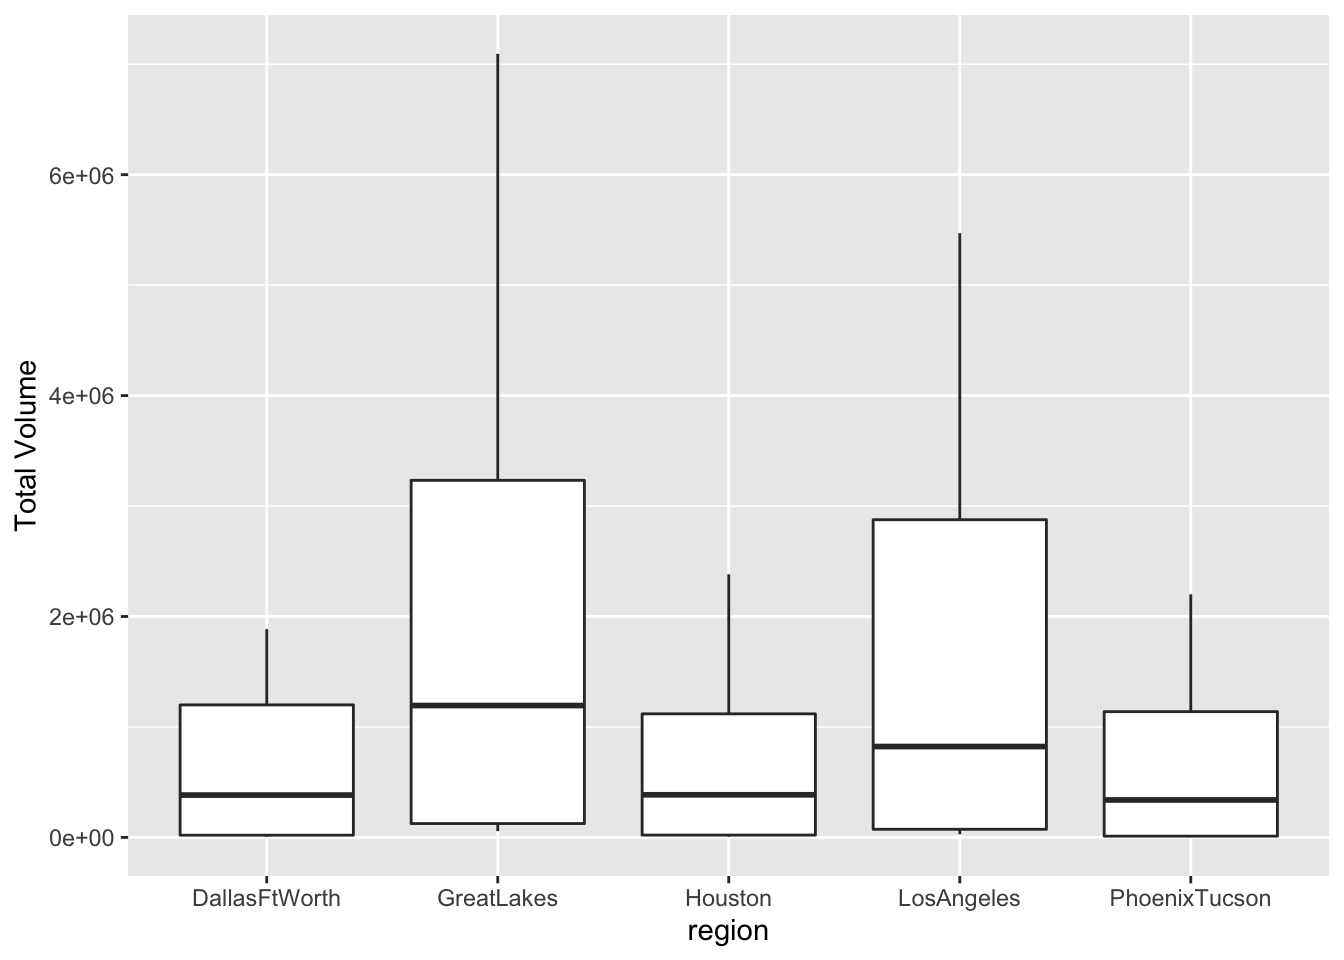 Total Volume
6e+06
4e+06
2e+06
0e+00
DallasFtWorth GreatLakes Houston LosAngeles PhoenixTucson
region